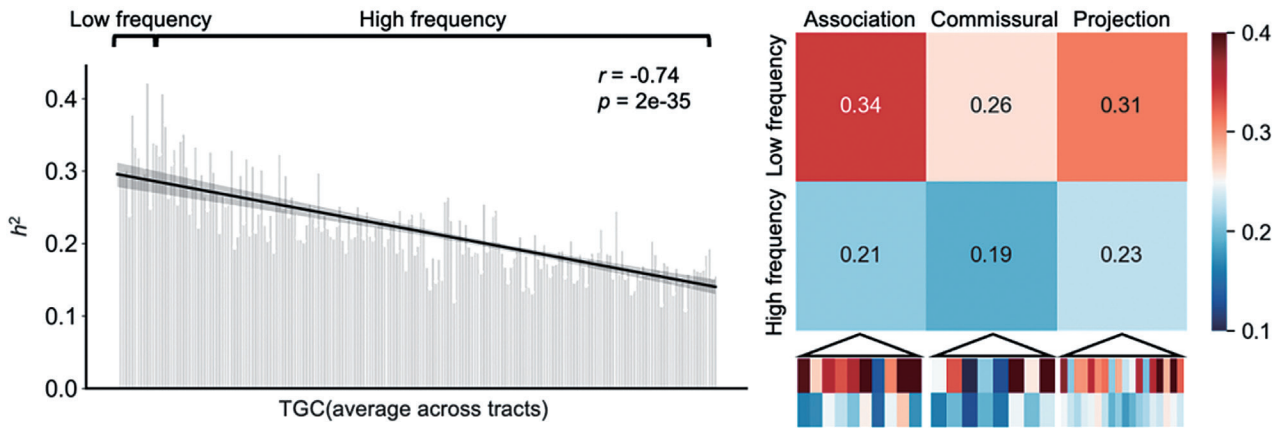 Low frequency High frequency
r = -0.74
p = 2e-35
0.4
0.3
0.2
0.1
0.0
h²
TGC(average across tracts)
Association Commissural Projection
Low frequency
0.34 0.26 0.31
High frequency
0.21 0.19 0.23
0.4
0.3
0.2
0.1